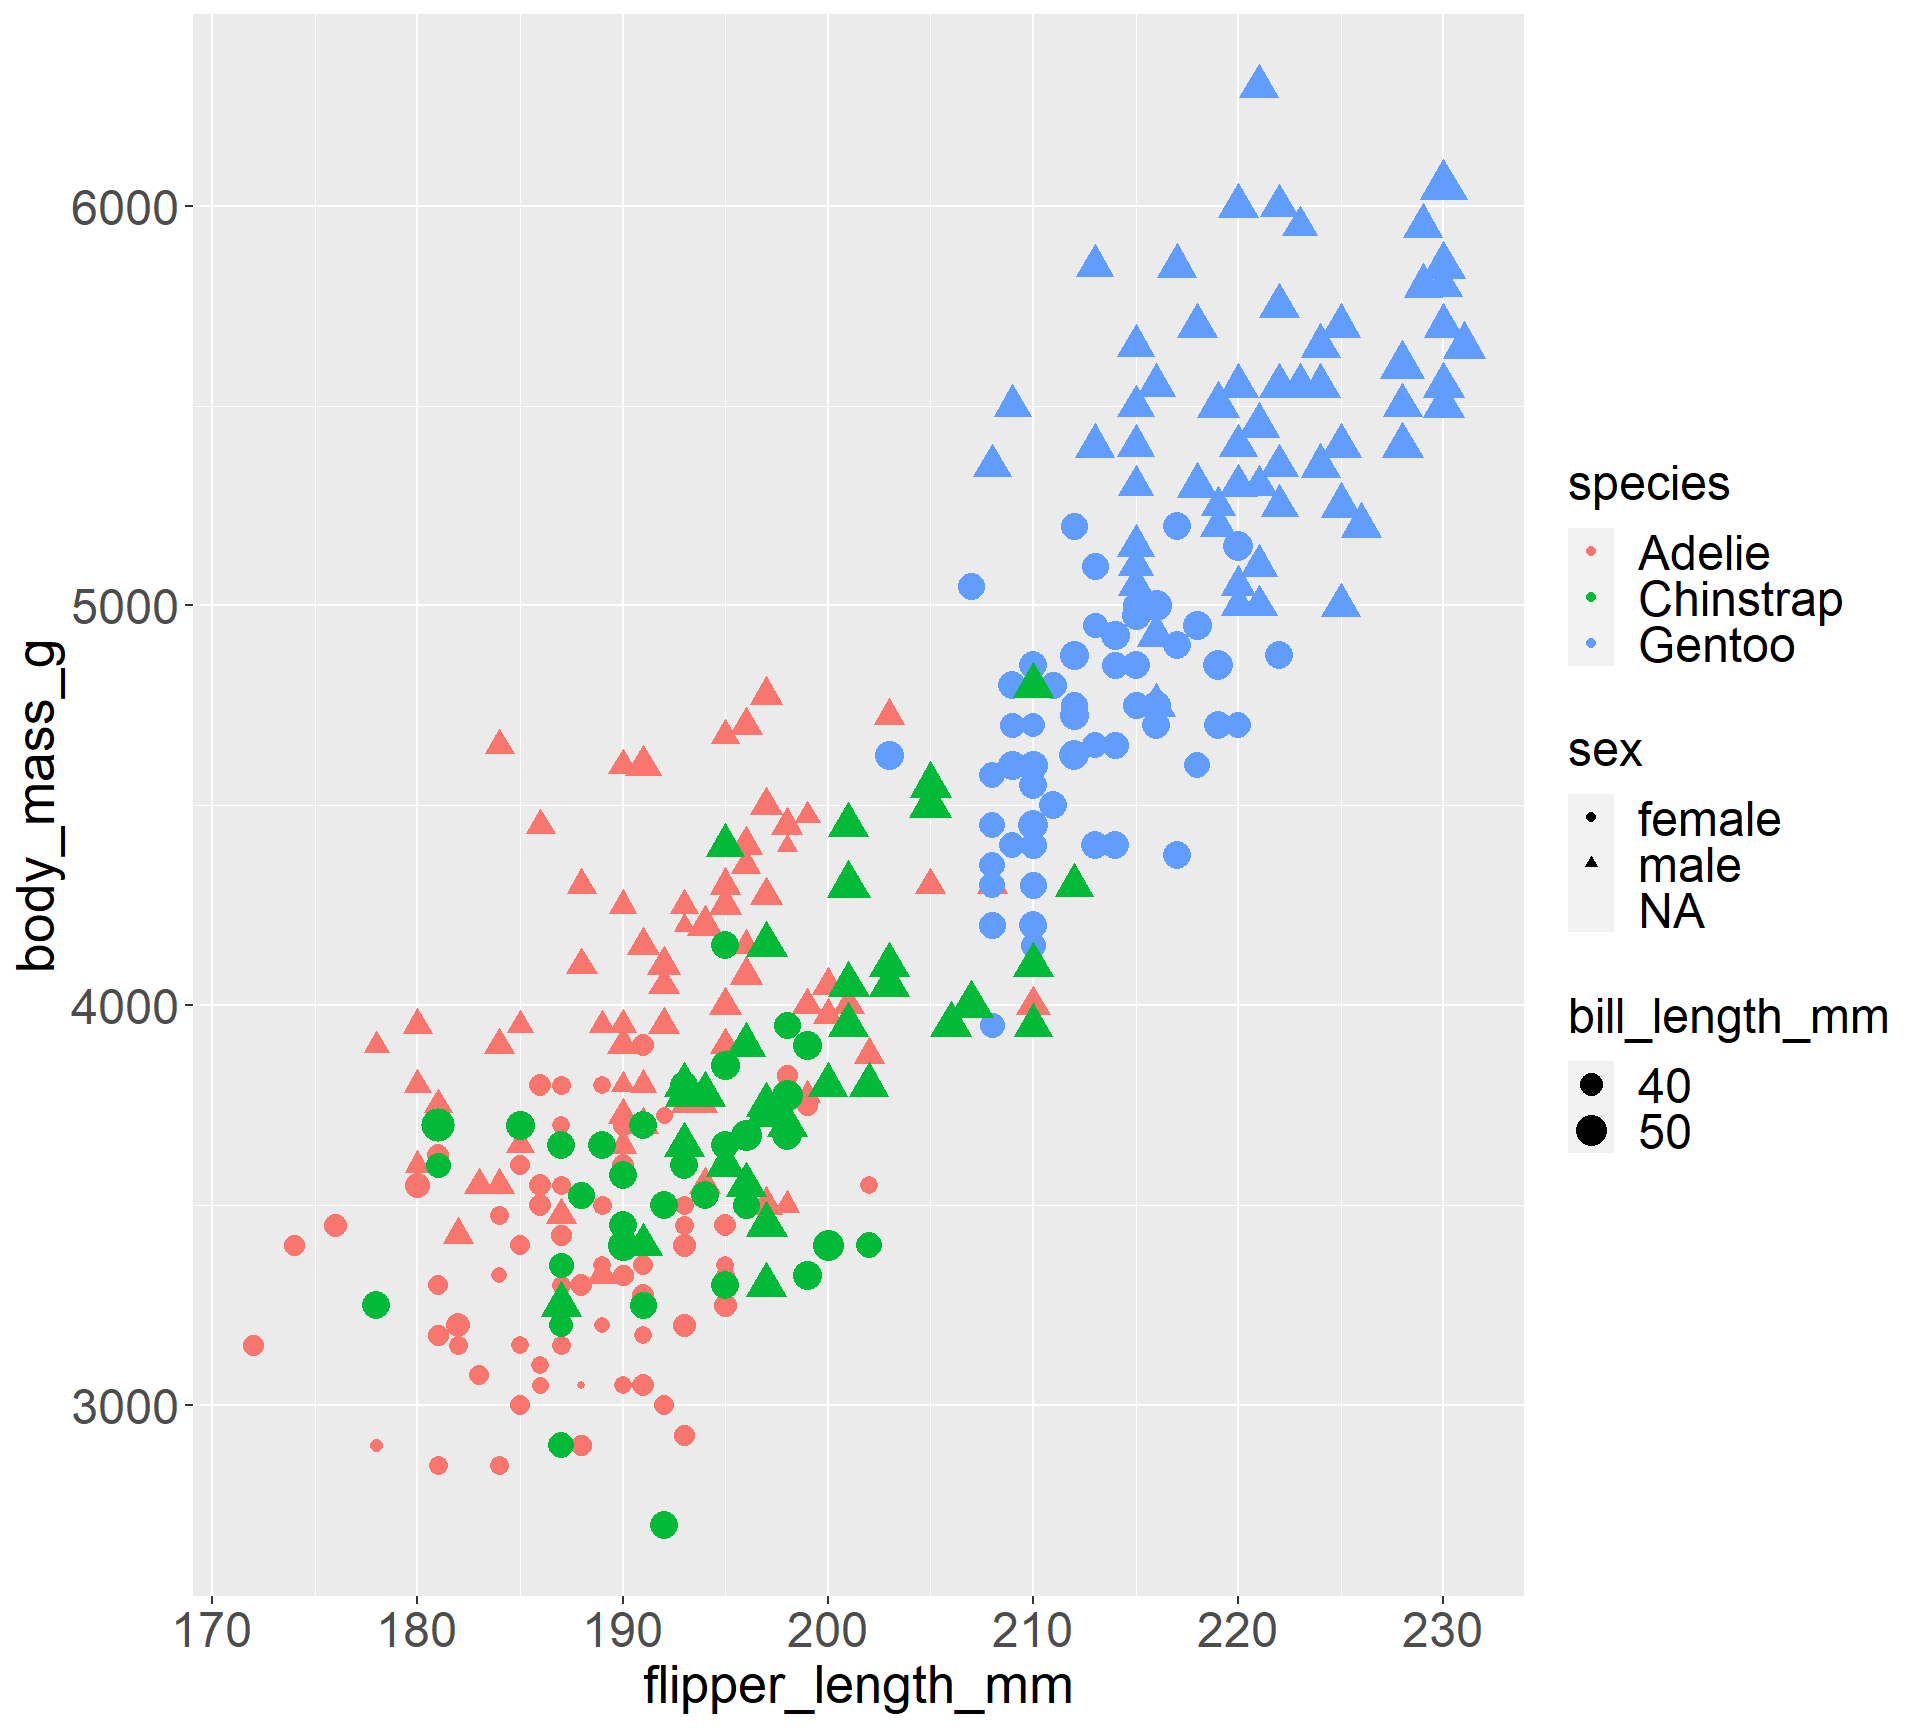 body_mass_g
6000
5000
4000
3000
170 180 190 200 210 220 230
flipper_length_mm
species
Adelie
Chinstrap
Gentoo
sex
female
male
NA
bill_length_mm
40
50